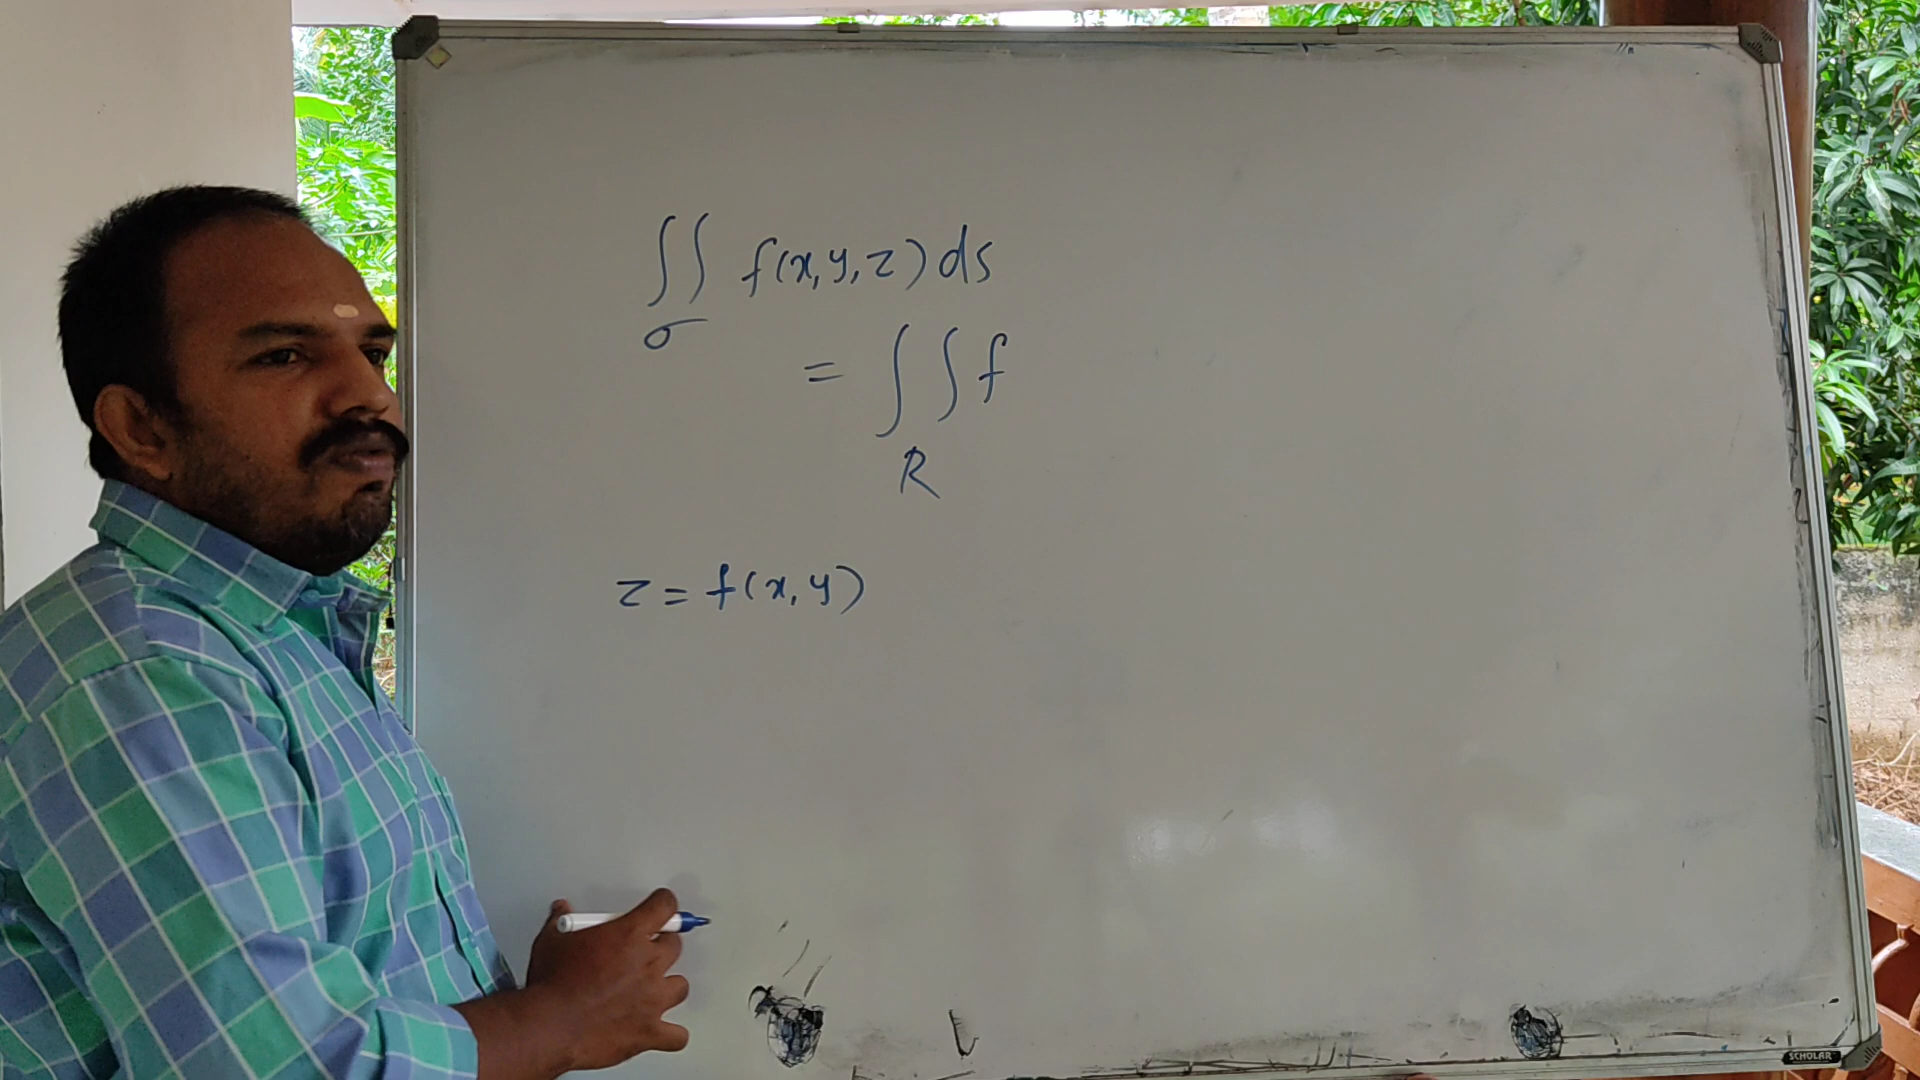 ∫∫ f(x,y,z) ds
σ
= ∫∫ f
R
z = f(x,y)
SCHOLAR